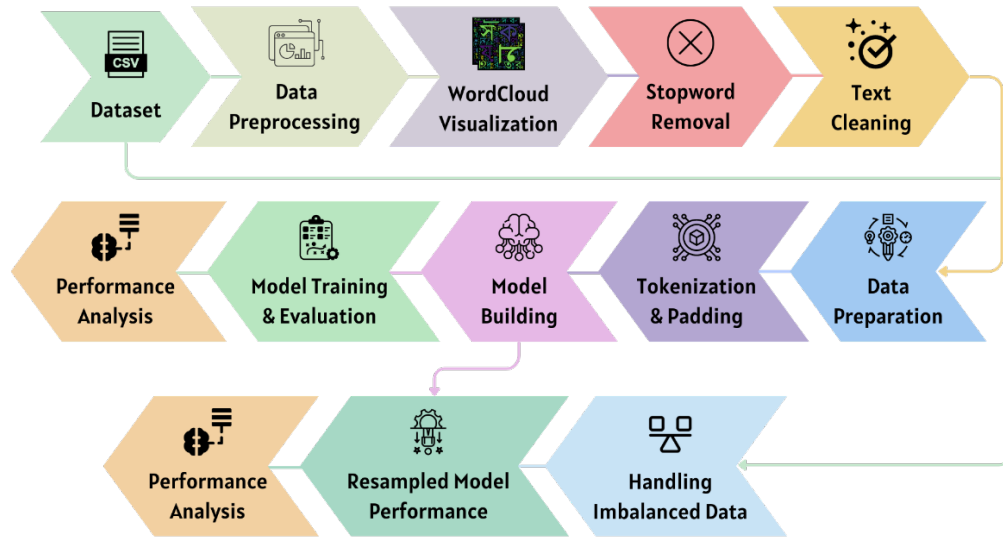 CSV
Dataset
Data
Preprocessing
WordCloud
Visualization
Stopword
Removal
Text
Cleaning
Performance
Analysis
Model Training
& Evaluation
Model
Building
Tokenization
& Padding
Data
Preparation
Performance
Analysis
Resampled Model
Performance
Handling
Imbalanced Data